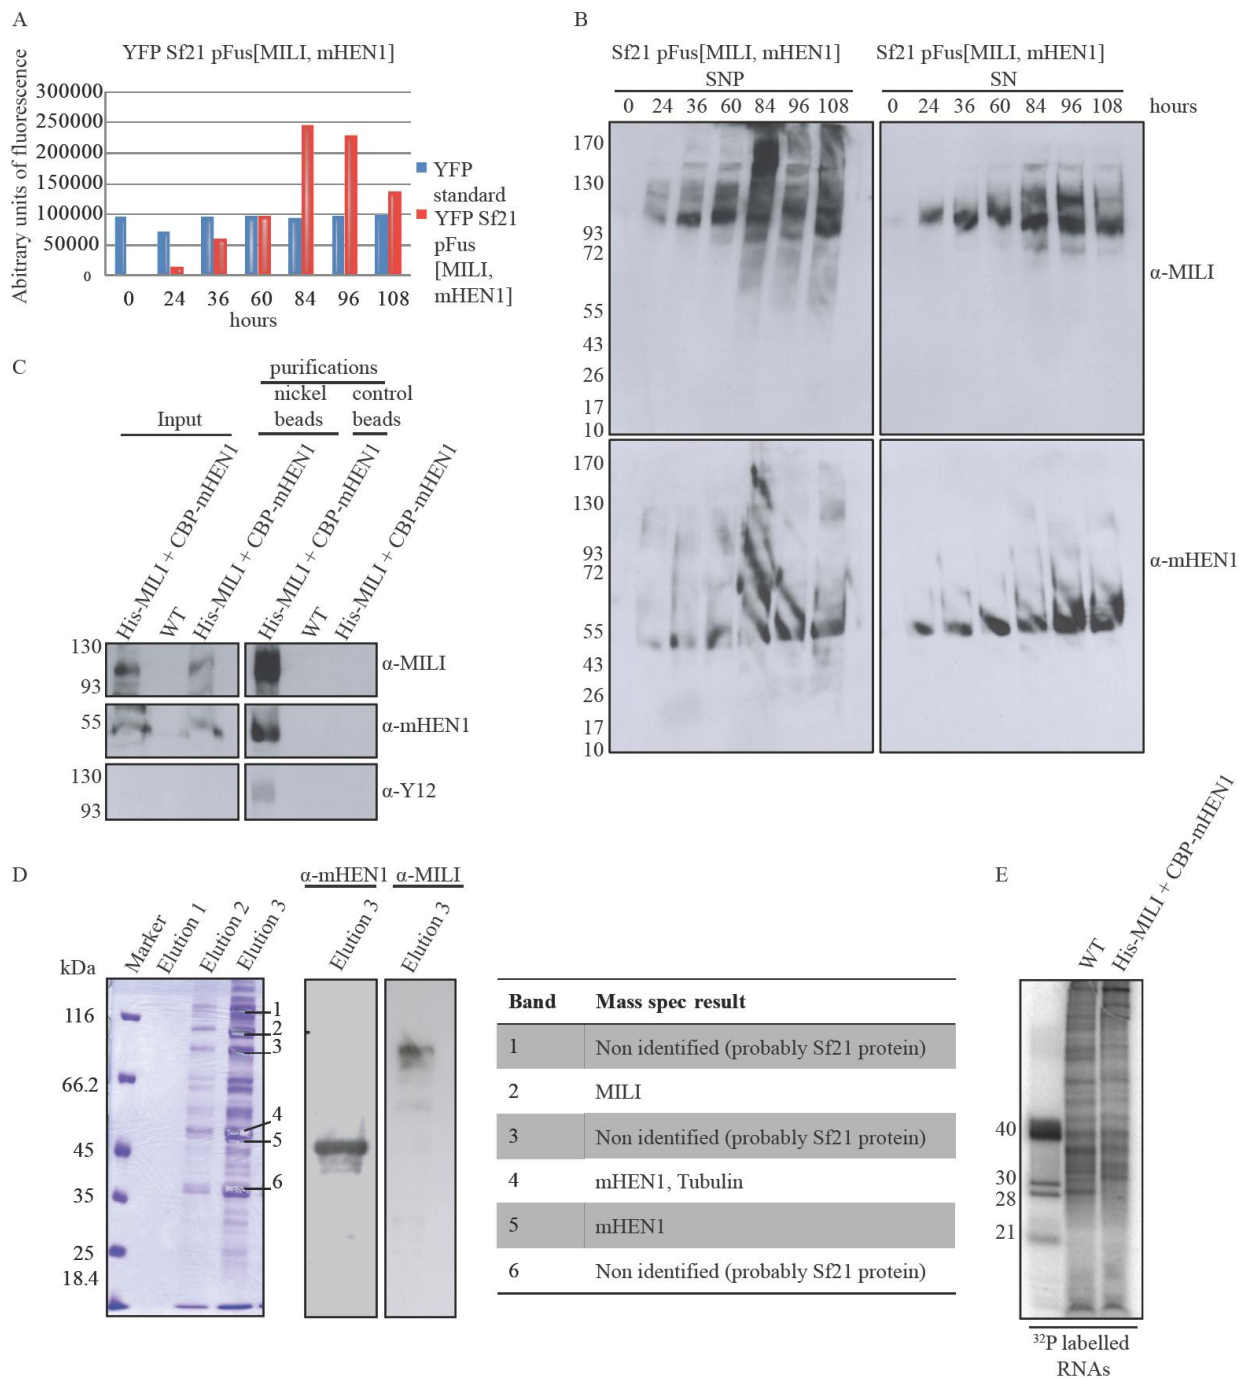 A
YFP Sf21 pFus[MILI, mHEN1]
Abitrary units of fluorescence
300000
250000
200000
150000
100000
50000
0
0 24 36 60 84 96 108
hours
YFP
standard
YFP Sf21
pFus
[MILI,
mHEN1]
B
Sf21 pFus[MILI, mHEN1] Sf21 pFus[MILI, mHEN1]
SNP SN
0 24 36 60 84 96 108 0 24 36 60 84 96 108 hours
170
130
93
72
55
43
26
17
10
α-MILI
170
130
93
72
55
43
26
17
10
α-mHEN1
C
purifications
nickel control
Input beads beads
His-MILI + CBP-mHEN1
WT
His-MILI + CBP-mHEN1
His-MILI + CBP-mHEN1
WT
His-MILI + CBP-mHEN1
130
93
α-MILI
55
α-mHEN1
130
93
α-Y12
D
kDa
Marker
Elution 1
Elution 2
Elution 3
116
66.2
45
35
25
18.4
1
2
3
4
5
6
α-mHEN1 α-MILI
Elution 3
Elution 3
Band Mass spec result
1 Non identified (probably Sf21 protein)
2 MILI
3 Non identified (probably Sf21 protein)
4 mHEN1, Tubulin
5 mHEN1
6 Non identified (probably Sf21 protein)
E
WT
His-MILI + CBP-mHEN1
40
30
28
21
³²P labelled
RNAs